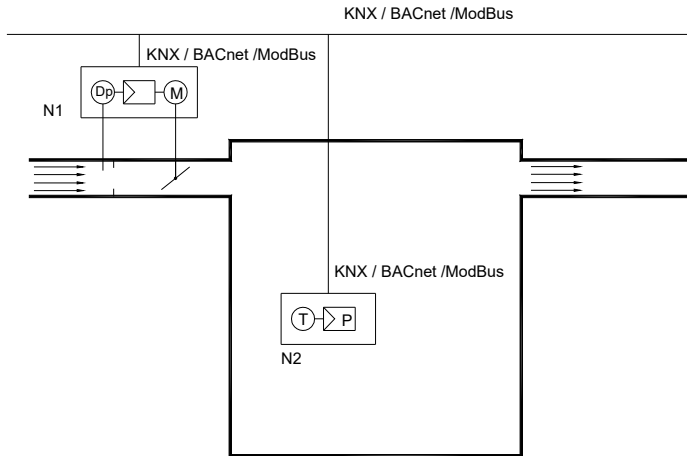 KNX / BACnet /ModBus
KNX / BACnet /ModBus
Dp
M
N1
KNX / BACnet /ModBus
T
P
N2